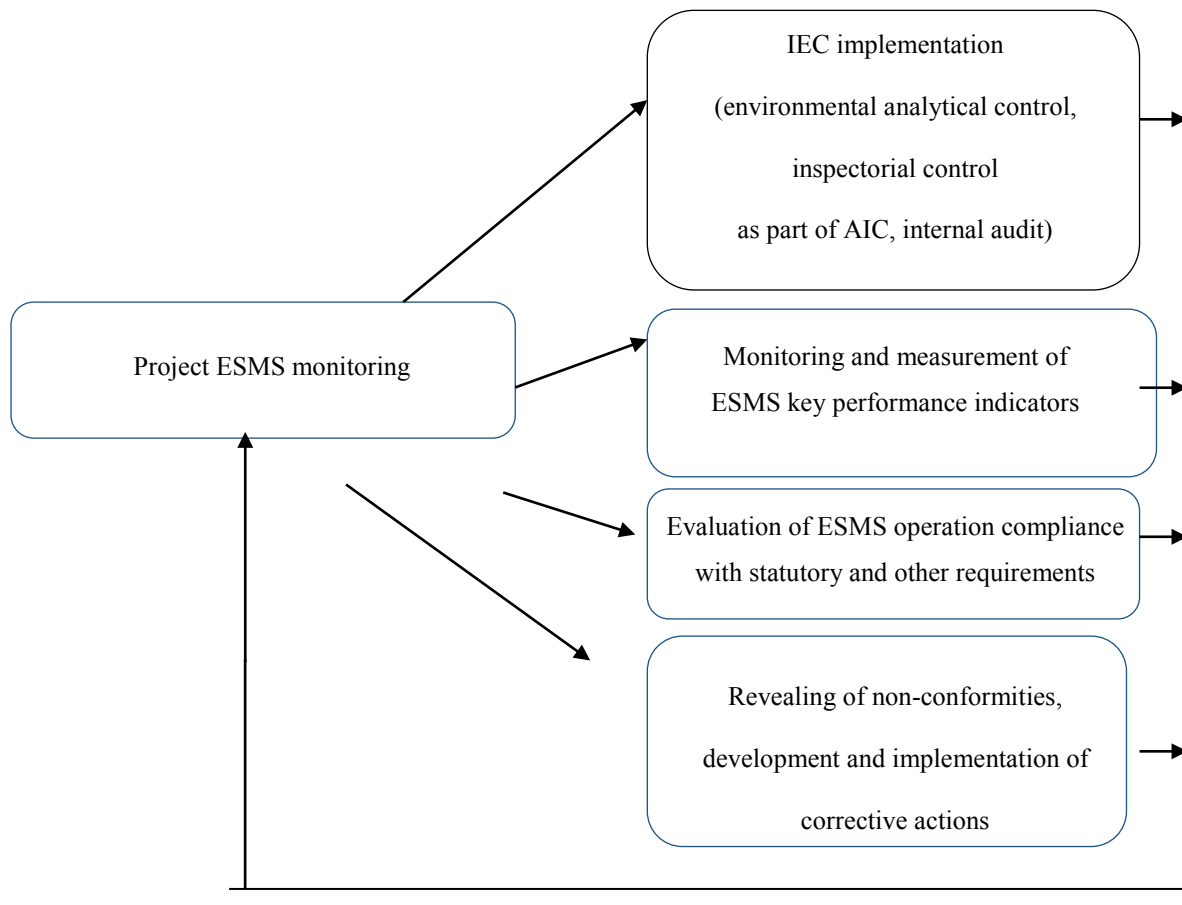 IEC implementation
(environmental analytical control,
inspectorial control
as part of AIC, internal audit)
Project ESMS monitoring
Monitoring and measurement of
ESMS key performance indicators
Evaluation of ESMS operation compliance
with statutory and other requirements
Revealing of non-conformities,
development and implementation of
corrective actions